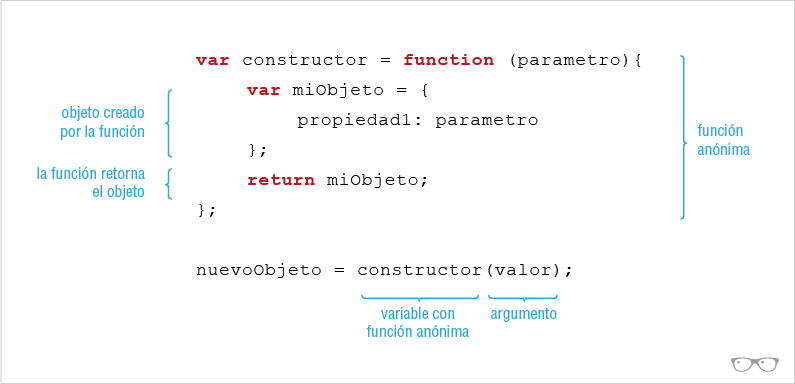 var constructor = function (parametro){
var miObjeto = {
objeto creado
por la función
propiedad1: parametro
función
anónima
};
la función retorna
el objeto
return miObjeto;
};
nuevoObjeto = constructor(valor);
variable con
función anónima
argumento